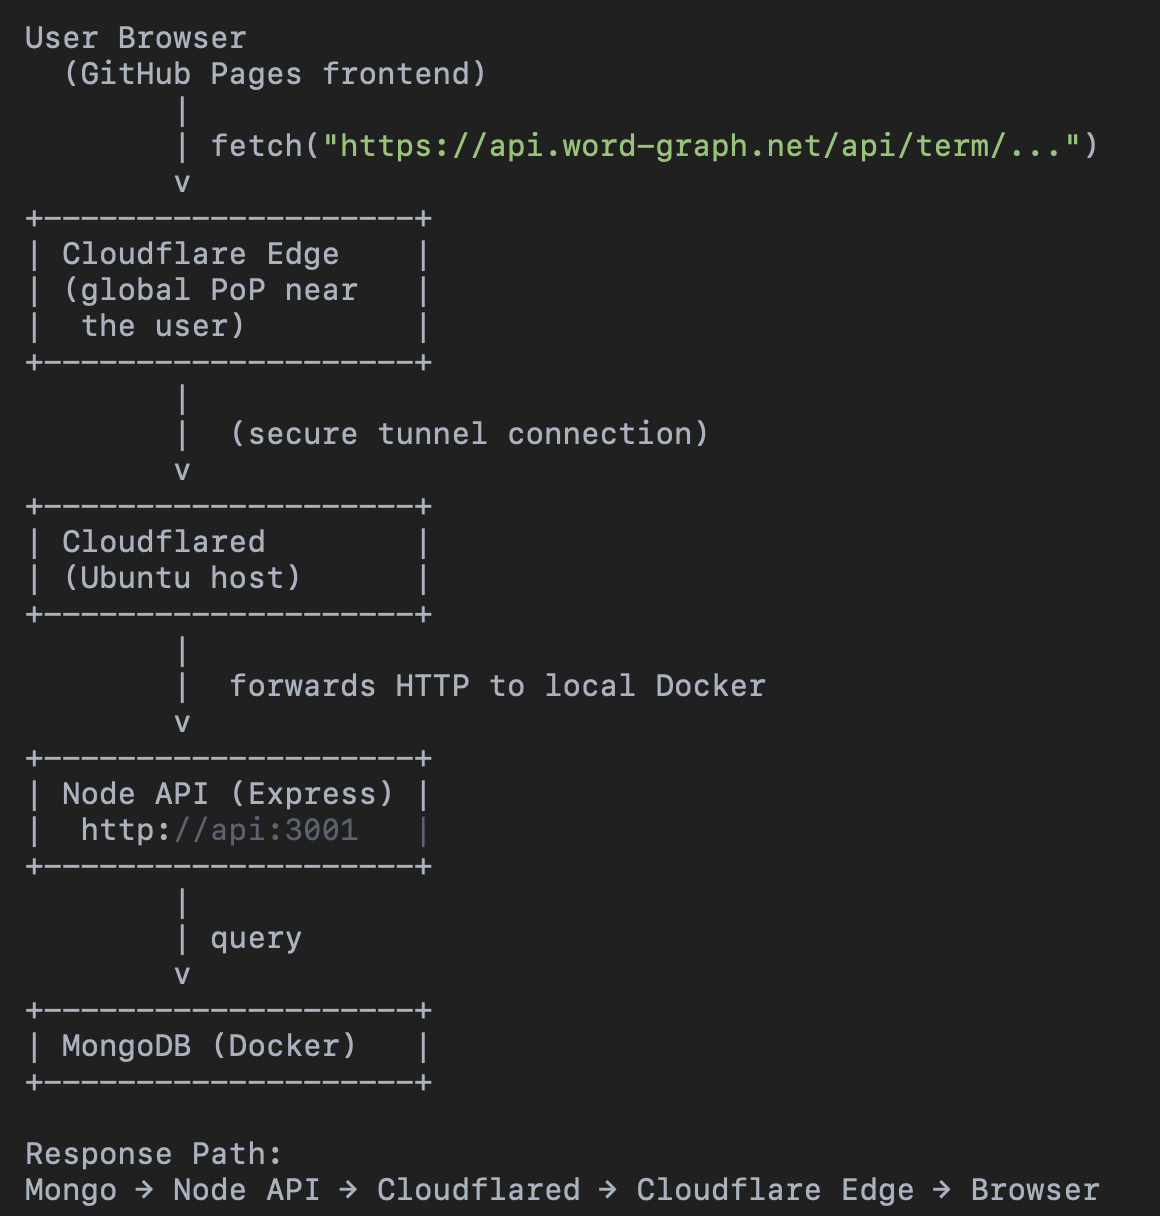 User Browser
  (GitHub Pages frontend)
        |
        | fetch("https://api.word-graph.net/api/term/...")
        v
+--------------------+
| Cloudflare Edge    |
| (global PoP near   |
|  the user)         |
+--------------------+
        |
        |  (secure tunnel connection)
        v
+--------------------+
| Cloudflared        |
| (Ubuntu host)      |
+--------------------+
        |
        |  forwards HTTP to local Docker
        v
+--------------------+
| Node API (Express) |
|  http://api:3001   |
+--------------------+
        |
        | query
        v
+--------------------+
| MongoDB (Docker)   |
+--------------------+

Response Path:
Mongo → Node API → Cloudflared → Cloudflare Edge → Browser